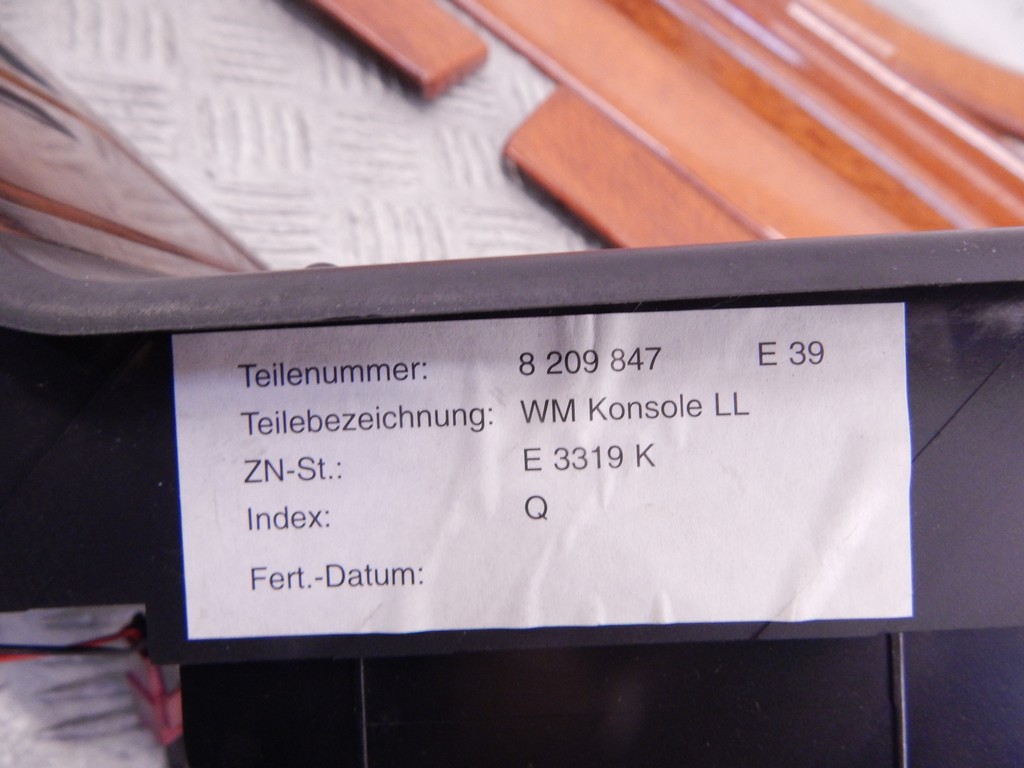 Teilenummer: 8 209 847 E 39
Teilebezeichnung: WM Konsole LL
ZN-St.: E 3319 K
Index: Q
Fert.-Datum: